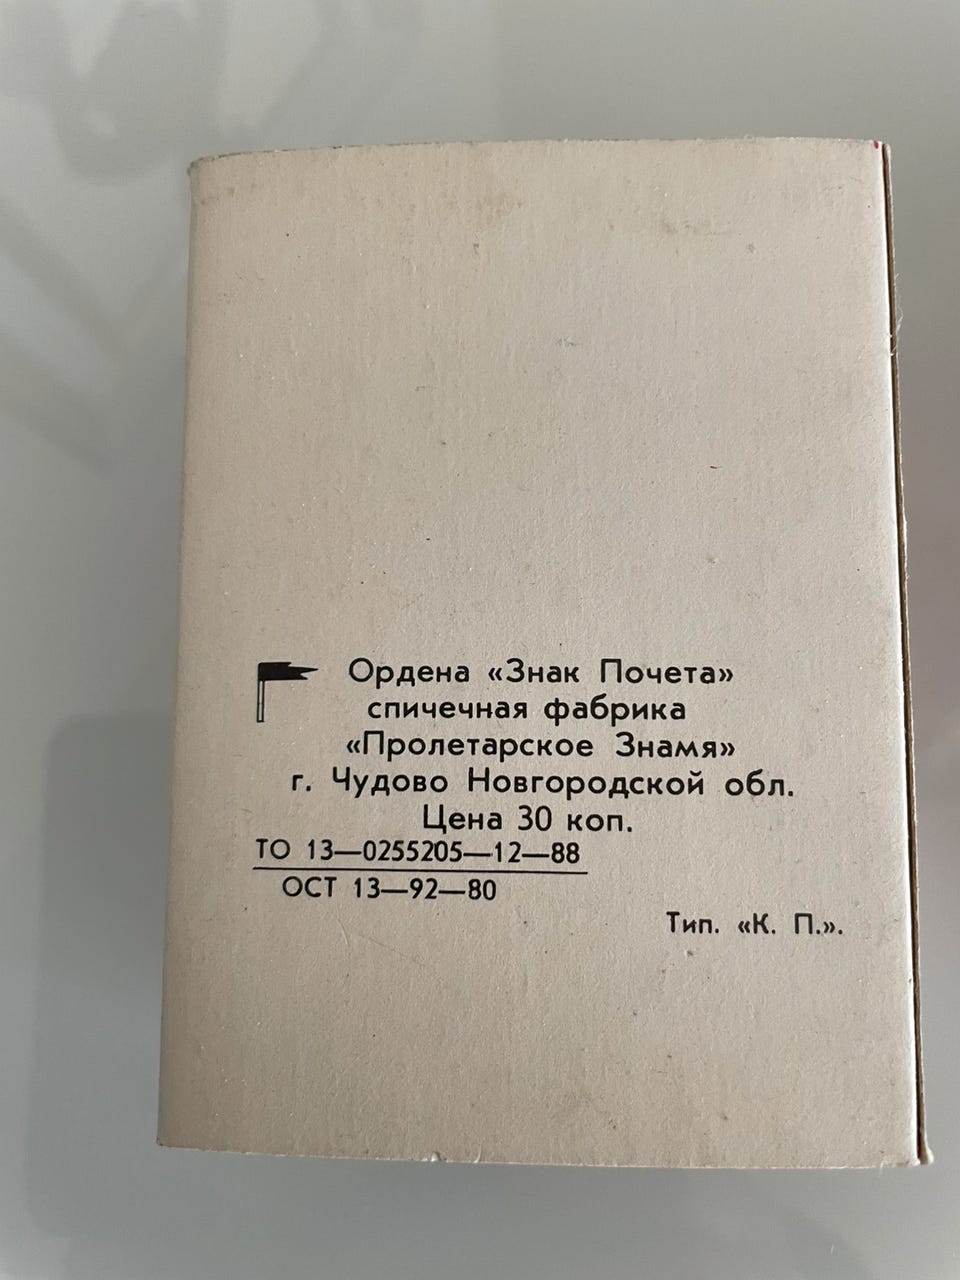 Ордена «Знак Почета»
спичечная фабрика
«Пролетарское Знамя»
г. Чудово Новгородской обл.
Цена 30 коп.
ТО 13—0255205—12—88
ОСТ 13—92—80
Тип. «К. П.».